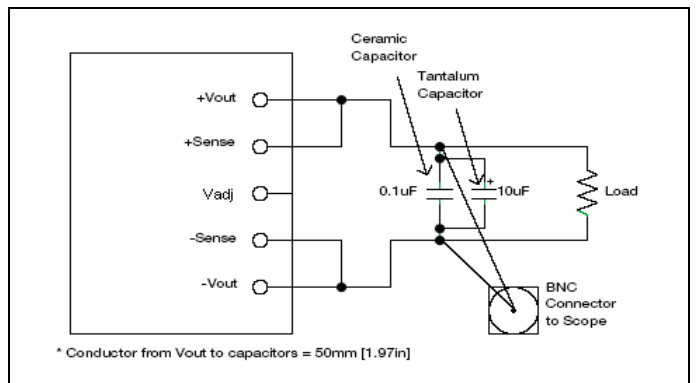 Ceramic
Capacitor
Tantalum
Capacitor
+Vout
+Sense
Vadj
-Sense
-Vout
0.1uF
+
10uF
Load
BNC
Connector
to Scope
* Conductor from Vout to capacitors = 50mm [1.97in]